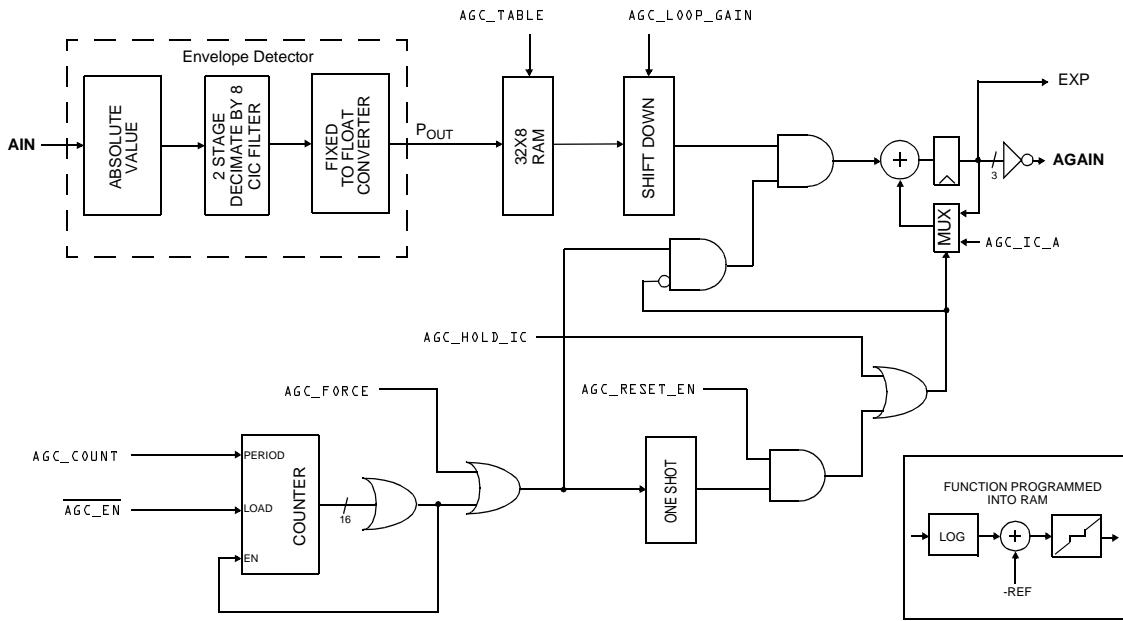 AGC_TABLE
AGC_LOOP_GAIN
Envelope Detector
AIN
ABSOLUTE
VALUE
2 STAGE
DECIMATE BY 8
CIC FILTER
FIXED
TO FLOAT
CONVERTER
POUT
32X8
RAM
SHIFT DOWN
EXP
3
AGAIN
MUX
AGC_IC_A
AGC_HOLD_IC
AGC_FORCE
AGC_RESET_EN
AGC_COUNT
PERIOD
AGC_EN
LOAD
COUNTER
EN
16
ONE SHOT
FUNCTION PROGRAMMED
INTO RAM
LOG
-REF